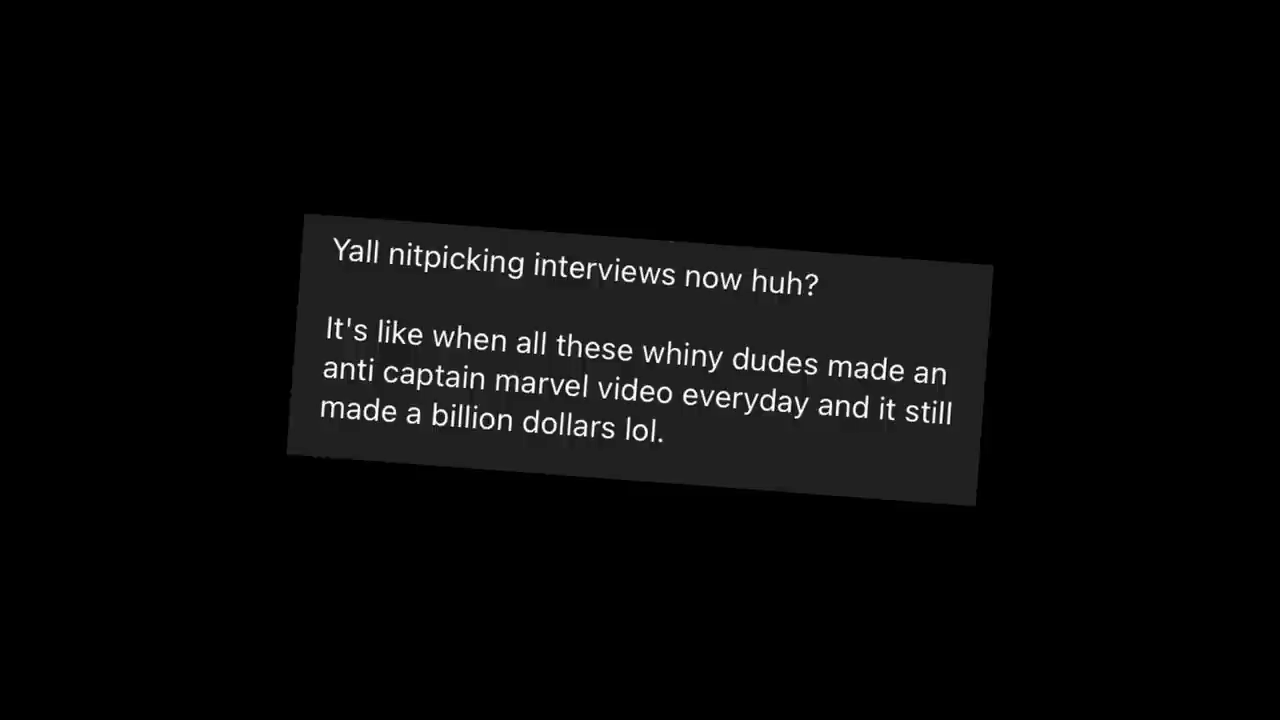 Yall nitpicking interviews now huh?
It's like when all these whiny dudes made an
anti captain marvel video everyday and it still
made a billion dollars lol.